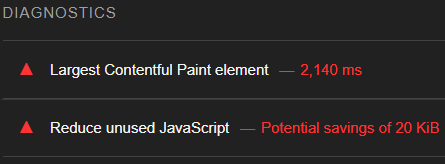 DIAGNOSTICS
Largest Contentful Paint element — 2,140 ms
Reduce unused JavaScript — Potential savings of 20 KiB